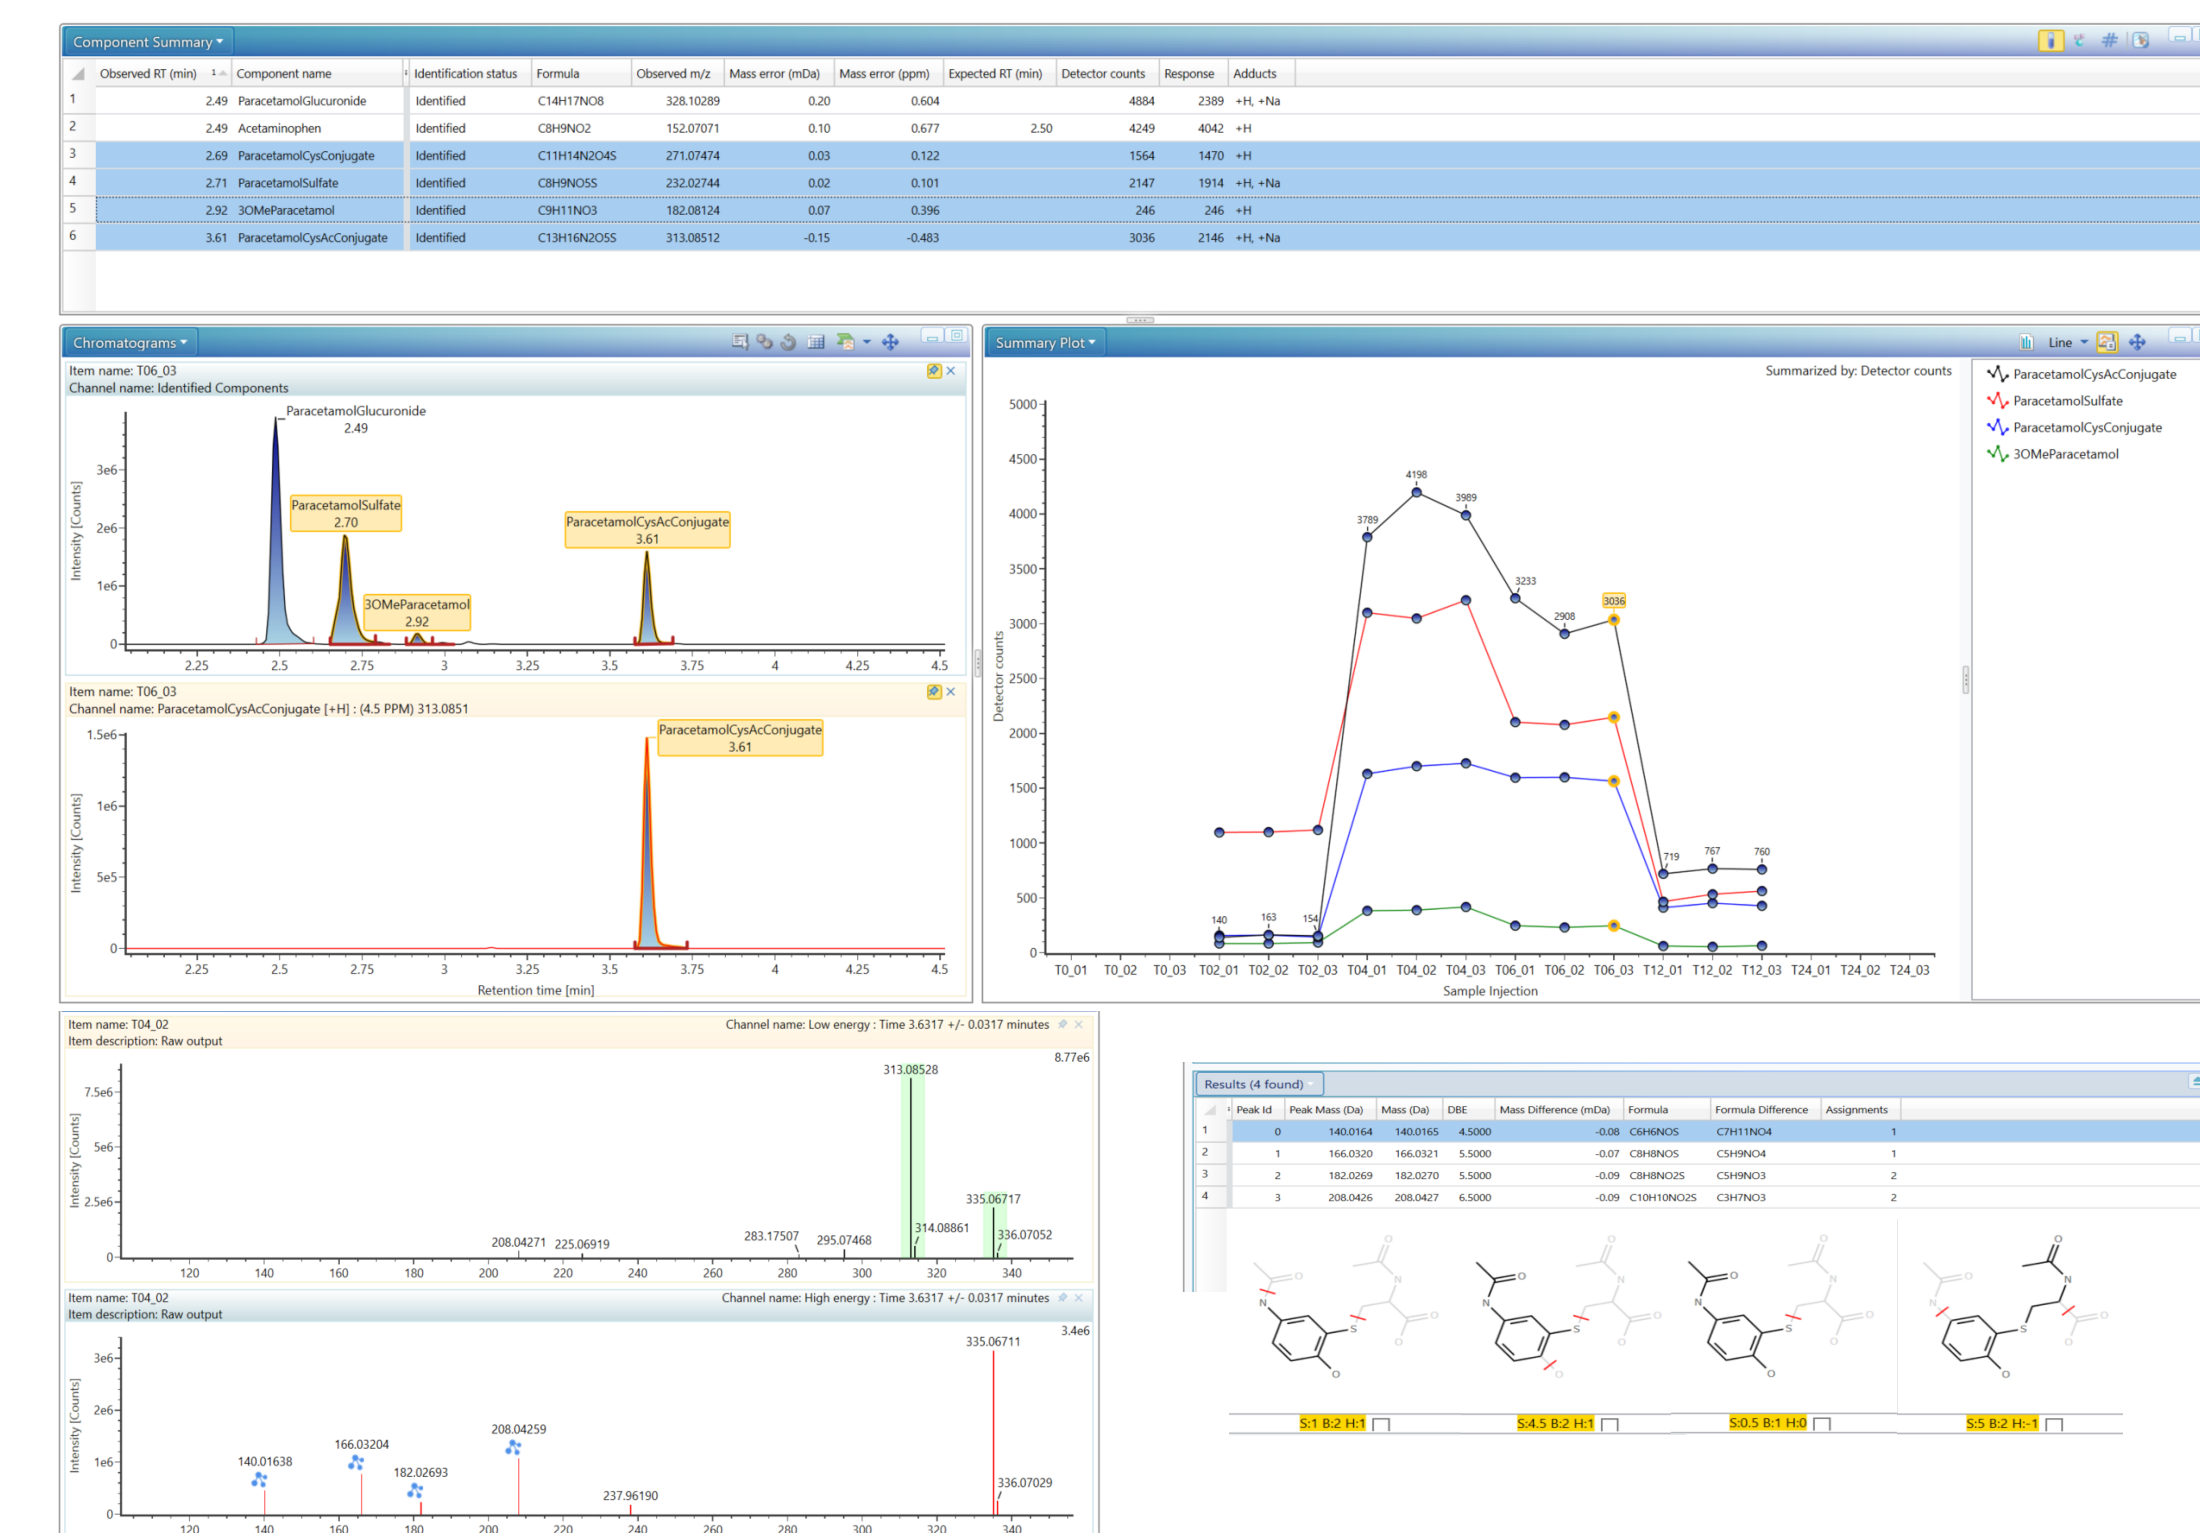 Component Summary
Observed RT (min) 1 Component name Identification status Formula Observed m/z Mass error (mDa) Mass error (ppm) Expected RT (min) Detector counts Response Adducts
1 2.49 ParacetamolGlucuronide Identified C14H17NO8 328.10289 0.20 0.604 4884 2389 +H, +Na
2 2.49 Acetaminophen Identified C8H9NO2 152.07071 0.10 0.677 2.50 4249 4042 +H
3 2.69 ParacetamolCysConjugate Identified C11H14N2O4S 271.07474 0.03 0.122 1564 1470 +H
4 2.71 ParacetamolSulfate Identified C8H9NO5S 232.02744 0.02 0.101 2147 1914 +H, +Na
5 2.92 3OMeParacetamol Identified C9H11NO3 182.08124 0.07 0.396 246 246 +H
6 3.61 ParacetamolCysAcConjugate Identified C13H16N2O5S 313.08512 -0.15 -0.483 3036 2146 +H, +Na
Chromatograms
Item name: T06_03
Channel name: Identified Components
ParacetamolGlucuronide
2.49
ParacetamolSulfate
2.70
ParacetamolCysAcConjugate
3.61
3OMeParacetamol
2.92
Intensity [Counts]
3e6
2e6
1e6
0
2.25 2.5 2.75 3 3.25 3.5 3.75 4 4.25 4.5
Item name: T06_03
Channel name: ParacetamolCysAcConjugate [+H] : (4.5 PPM) 313.0851
ParacetamolCysAcConjugate
3.61
Intensity [Counts]
1.5e6
1e6
5e5
0
2.25 2.5 2.75 3 3.25 3.5 3.75 4 4.25 4.5
Retention time [min]
Summary Plot
Line
Summarized by: Detector counts
ParacetamolCysAcConjugate
ParacetamolSulfate
ParacetamolCysConjugate
3OMeParacetamol
Detector counts
5000
4500
4000
3500
3000
2500
2000
1500
1000
500
0
140 163 154 3789 4198 3989 3233 2908 3036 719 767 760
T0_01 T0_02 T0_03 T02_01 T02_02 T02_03 T04_01 T04_02 T04_03 T06_01 T06_02 T06_03 T12_01 T12_02 T12_03 T24_01 T24_02 T24_03
Sample Injection
Item name: T04_02 Channel name: Low energy : Time 3.6317 +/- 0.0317 minutes
Item description: Raw output
8.77e6
Intensity [Counts]
7.5e6
5e6
2.5e6
0
313.08528
335.06717
314.08861
336.07052
208.04271 225.06919 283.17507 295.07468
120 140 160 180 200 220 240 260 280 300 320 340
Item name: T04_02 Channel name: High energy : Time 3.6317 +/- 0.0317 minutes
Item description: Raw output
3.4e6
Intensity [Counts]
3e6
2e6
1e6
0
335.06711
208.04259
166.03204
140.01638
182.02693
237.96190
336.07029
120 140 160 180 200 220 240 260 280 300 320 340
Results (4 found)
Peak Id Peak Mass (Da) Mass (Da) DBE Mass Difference (mDa) Formula Formula Difference Assignments
1 0 140.0164 140.0165 4.5000 -0.08 C6H6NOS C7H11NO4 1
2 1 166.0320 166.0321 5.5000 -0.07 C8H8NOS C5H9NO4 1
3 2 182.0269 182.0270 5.5000 -0.09 C8H8NO2S C5H9NO3 2
4 3 208.0426 208.0427 6.5000 -0.09 C10H10NO2S C3H7NO3 2
O O N N S O O O
O O N N S O O O
O O N N S O O O
O O N N S O O O
S:1 B:2 H:1 S:4.5 B:2 H:1 S:0.5 B:1 H:0 S:5 B:2 H:-1